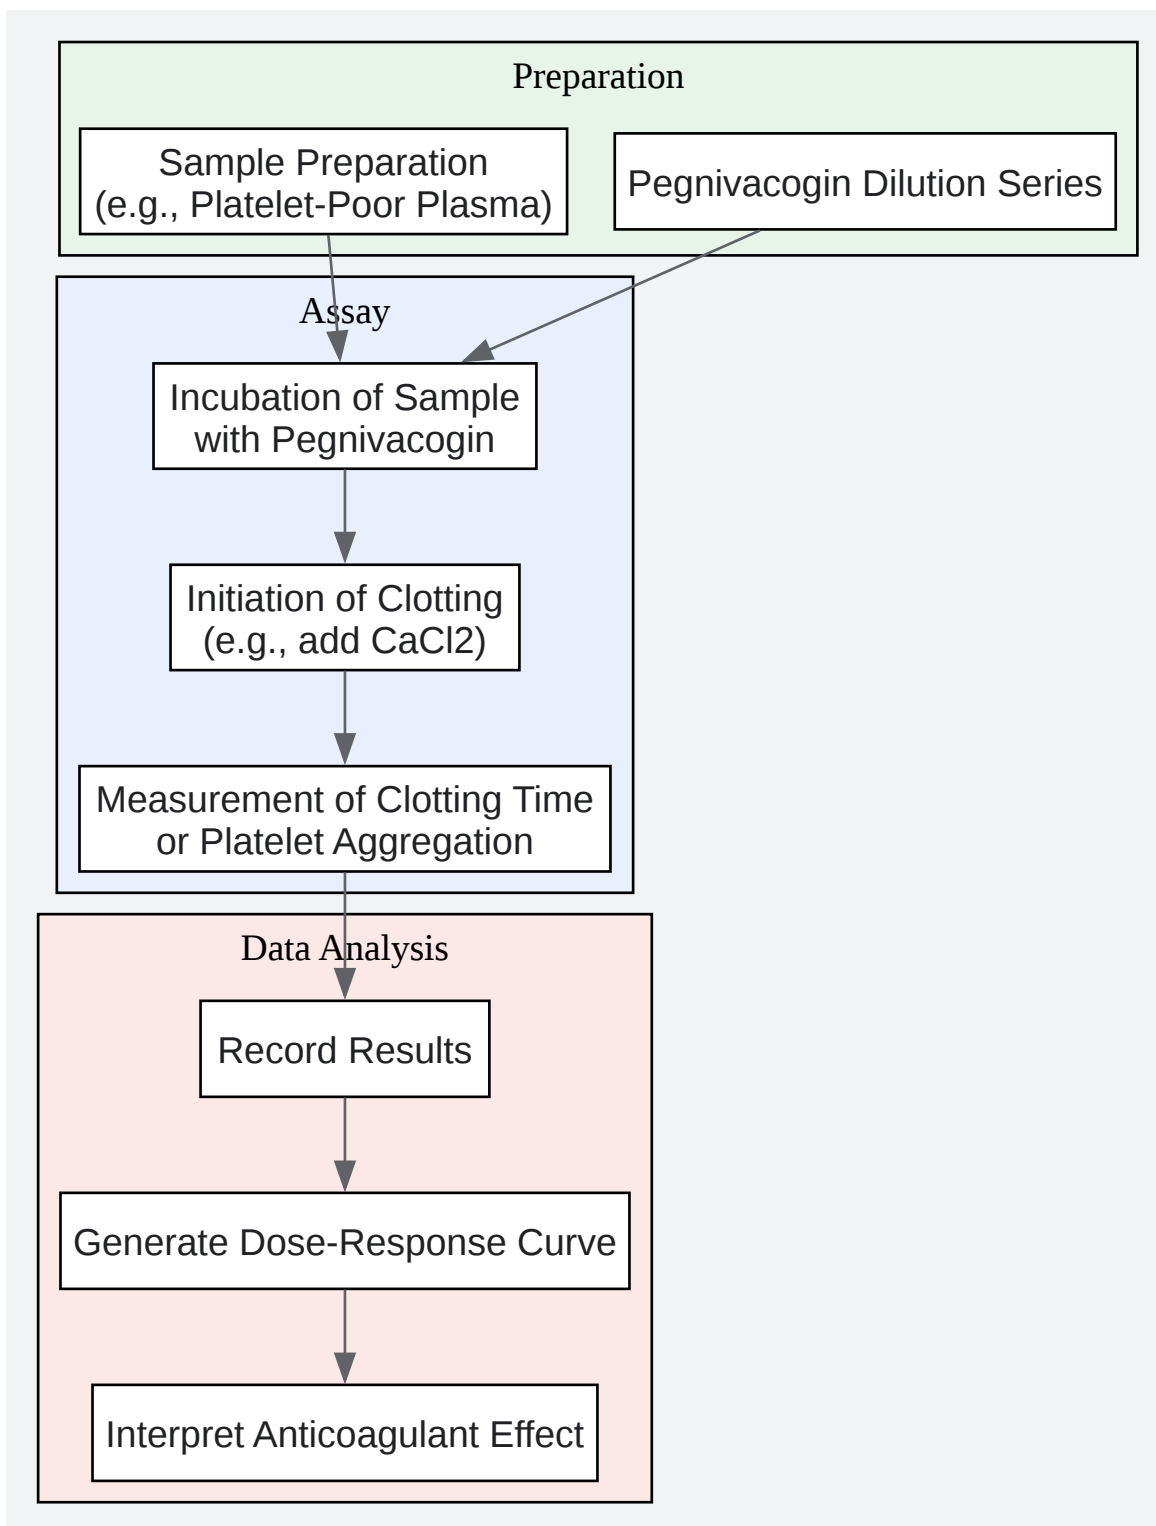 Preparation
Sample Preparation
(e.g., Platelet-Poor Plasma)
Pegnivacogin Dilution Series
Assay
Incubation of Sample
with Pegnivacogin
Initiation of Clotting
(e.g., add CaCl2)
Measurement of Clotting Time
or Platelet Aggregation
Data Analysis
Record Results
Generate Dose-Response Curve
Interpret Anticoagulant Effect